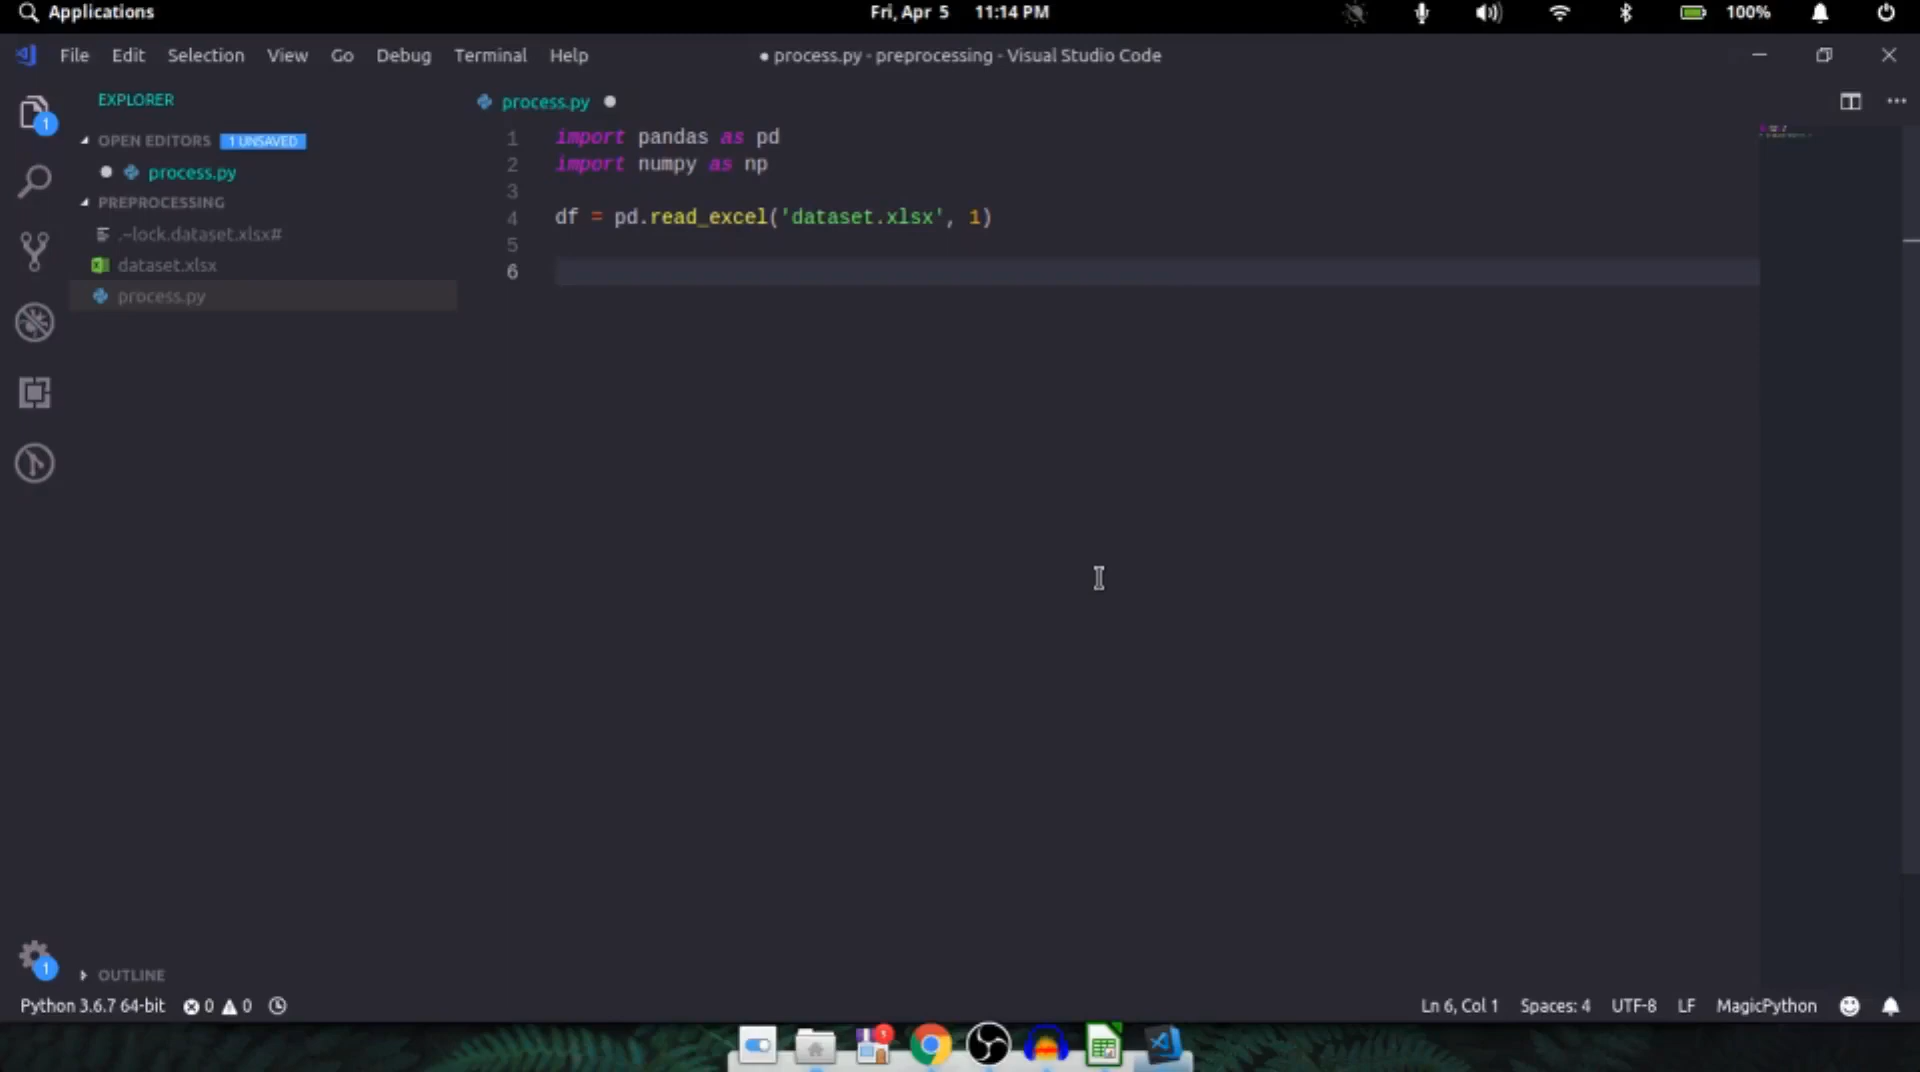 Applications
Fri, Apr 5 11:14 PM
100%
File Edit Selection View Go Debug Terminal Help
● process.py - preprocessing - Visual Studio Code
EXPLORER
OPEN EDITORS 1 UNSAVED
process.py
PREPROCESSING
.~lock.dataset.xlsx#
dataset.xlsx
process.py
OUTLINE
process.py
1 import pandas as pd
2 import numpy as np
3
4 df = pd.read_excel('dataset.xlsx', 1)
5
6
1
1
Python 3.6.7 64-bit 0 0
Ln 6, Col 1 Spaces: 4 UTF-8 LF MagicPython